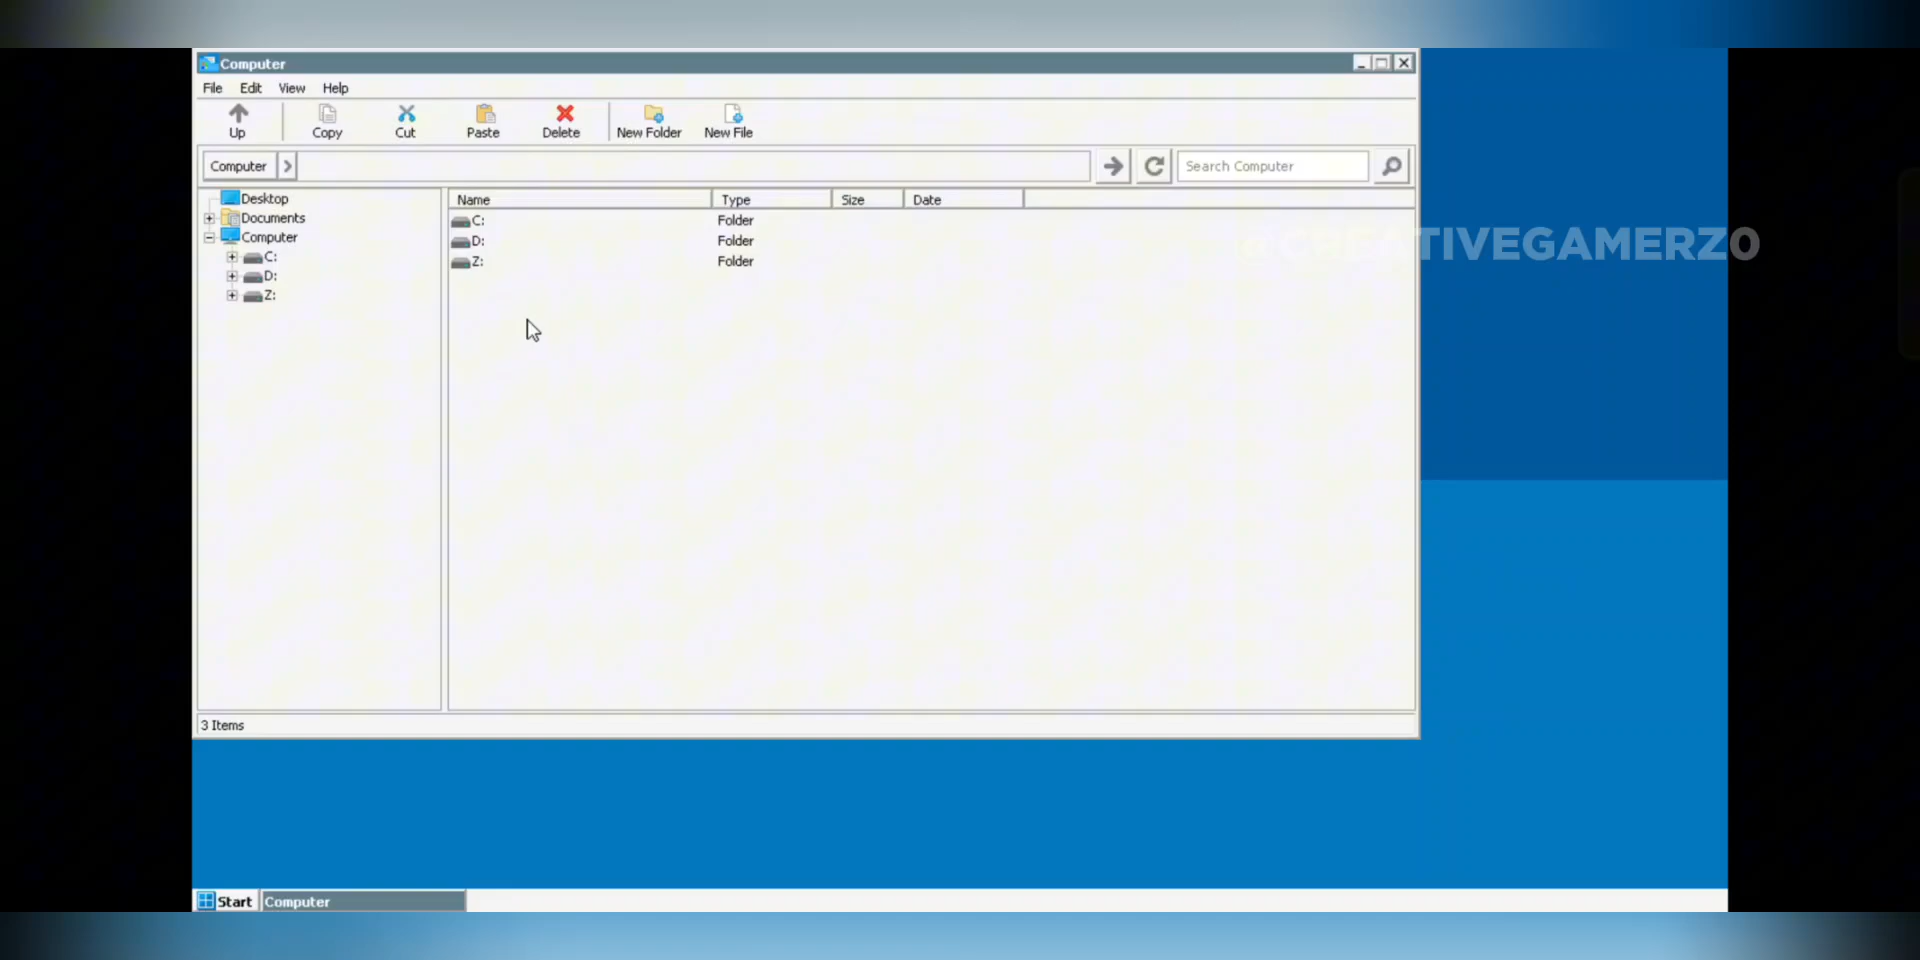 Computer
File Edit View Help
Up Copy Cut Paste Delete New Folder New File
Computer Search Computer
Desktop
Documents
Computer
C:
D:
Z:
Name Type Size Date
C: Folder
D: Folder
Z: Folder
@CREATIVEGAMERZO
3 Items
Start Computer